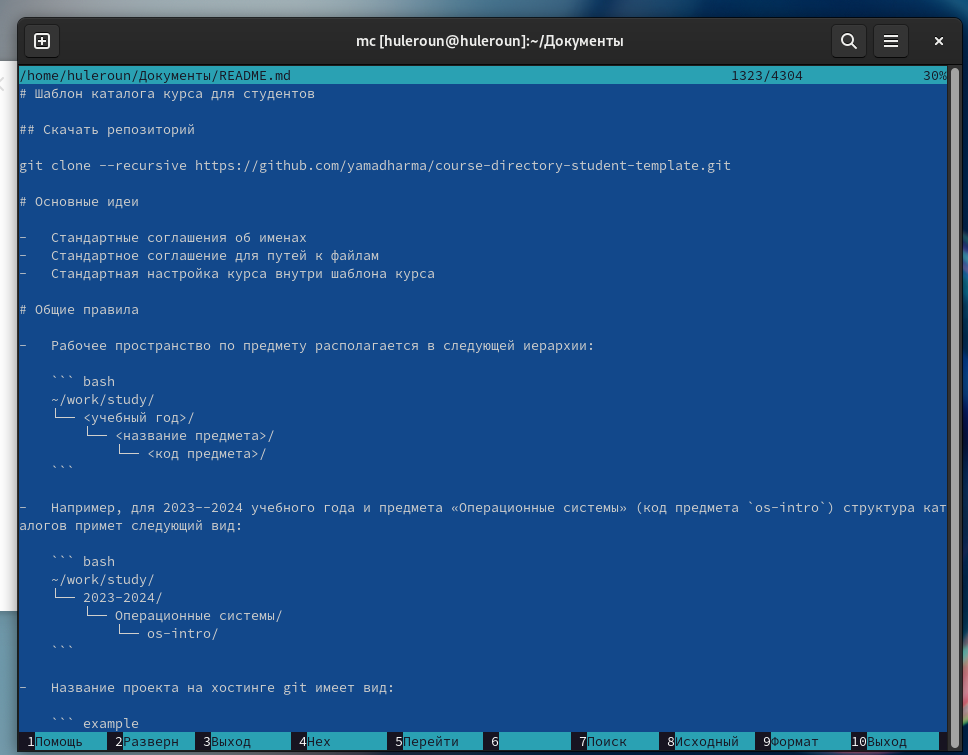 mc [huleroun@huleroun]:~/Документы
/home/huleroun/Документы/README.md 1323/4304 30%
# Шаблон каталога курса для студентов
## Скачать репозиторий
git clone --recursive https://github.com/yamadharma/course-directory-student-template.git
# Основные идеи
-   Стандартные соглашения об именах
-   Стандартное соглашение для путей к файлам
-   Стандартная настройка курса внутри шаблона курса
# Общие правила
-   Рабочее пространство по предмету располагается в следующей иерархии:
    ``` bash
    ~/work/study/
    └── <учебный год>/
        └── <название предмета>/
            └── <код предмета>/
    ```
-   Например, для 2023--2024 учебного года и предмета «Операционные системы» (код предмета `os-intro`) структура кат
алогов примет следующий вид:
    ``` bash
    ~/work/study/
    └── 2023-2024/
        └── Операционные системы/
            └── os-intro/
    ```
-   Название проекта на хостинге git имеет вид:
    ``` example
1Помощь 2Разверн 3Выход 4Hex 5Перейти 6 7Поиск 8Исходный 9Формат 10Выход